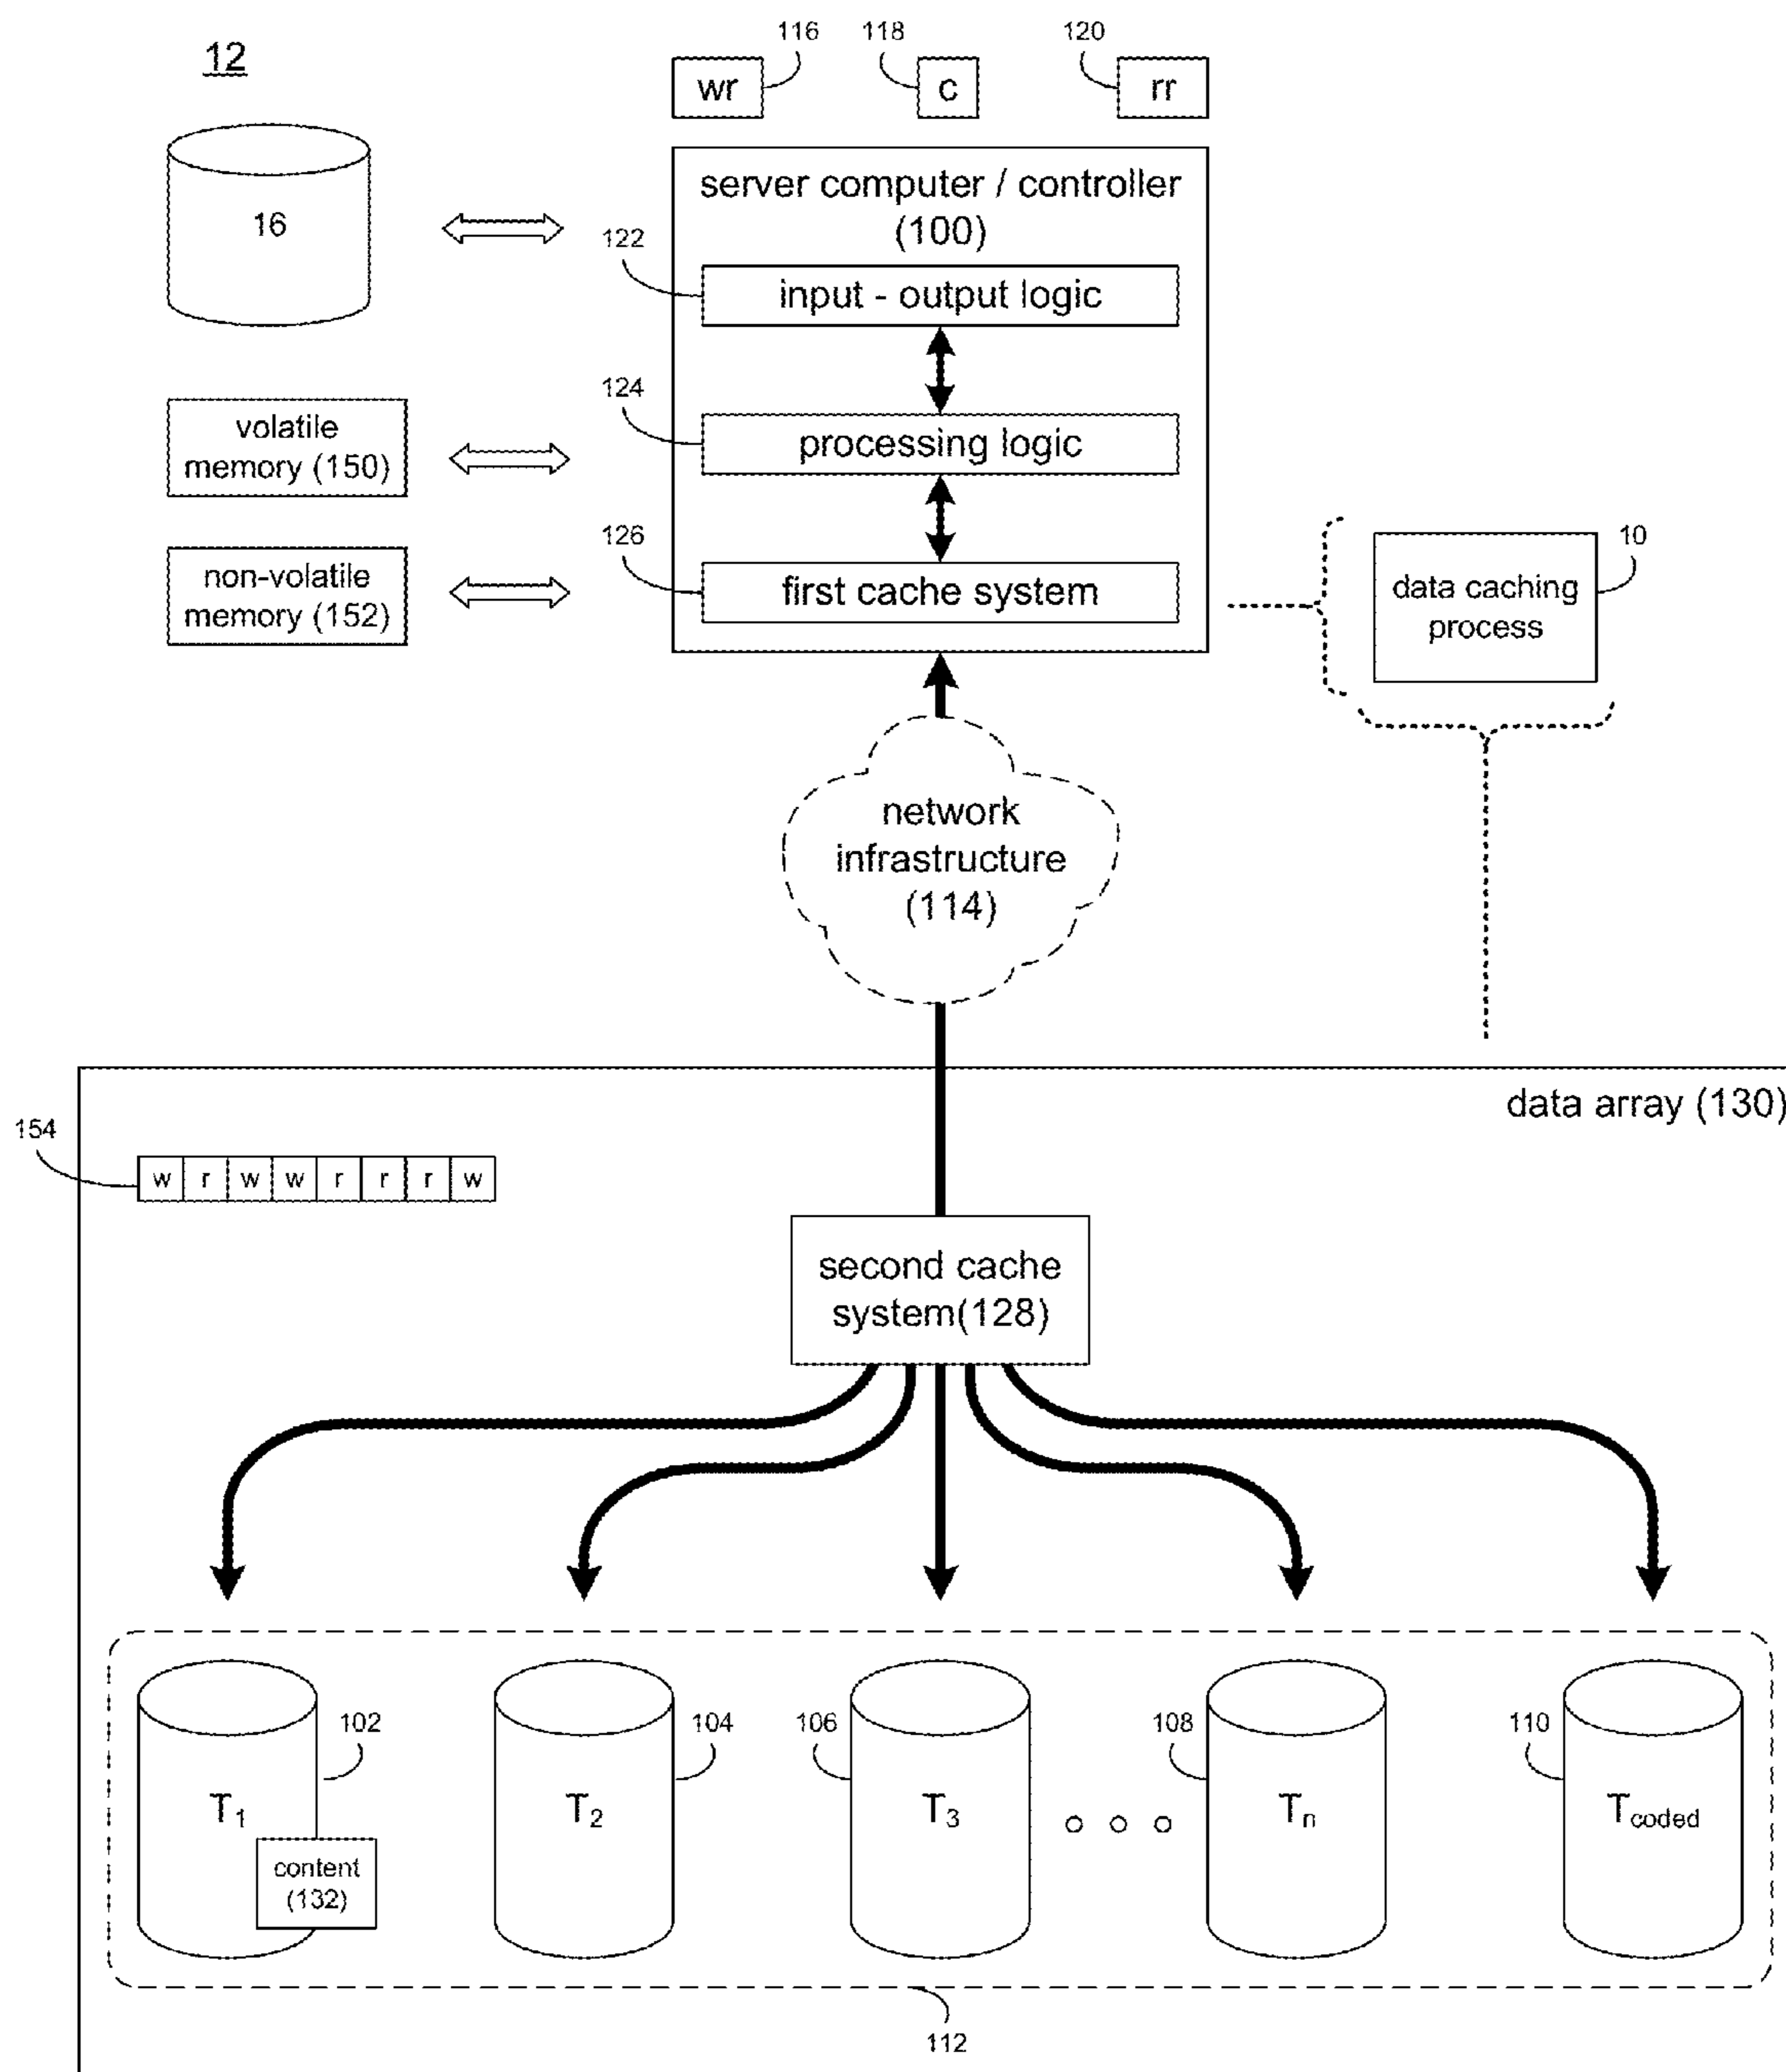 12
116
118
120
wr
c
rr
16
server computer / controller
(100)
122
input - output logic
124
processing logic
volatile
memory (150)
126
first cache system
non-volatile
memory (152)
10
data caching
process
network
infrastructure
(114)
data array (130)
154
w r w w r r r w
second cache
system(128)
102
104
106
108
110
T1
T2
T3
Tn
Tcoded
content
(132)
112